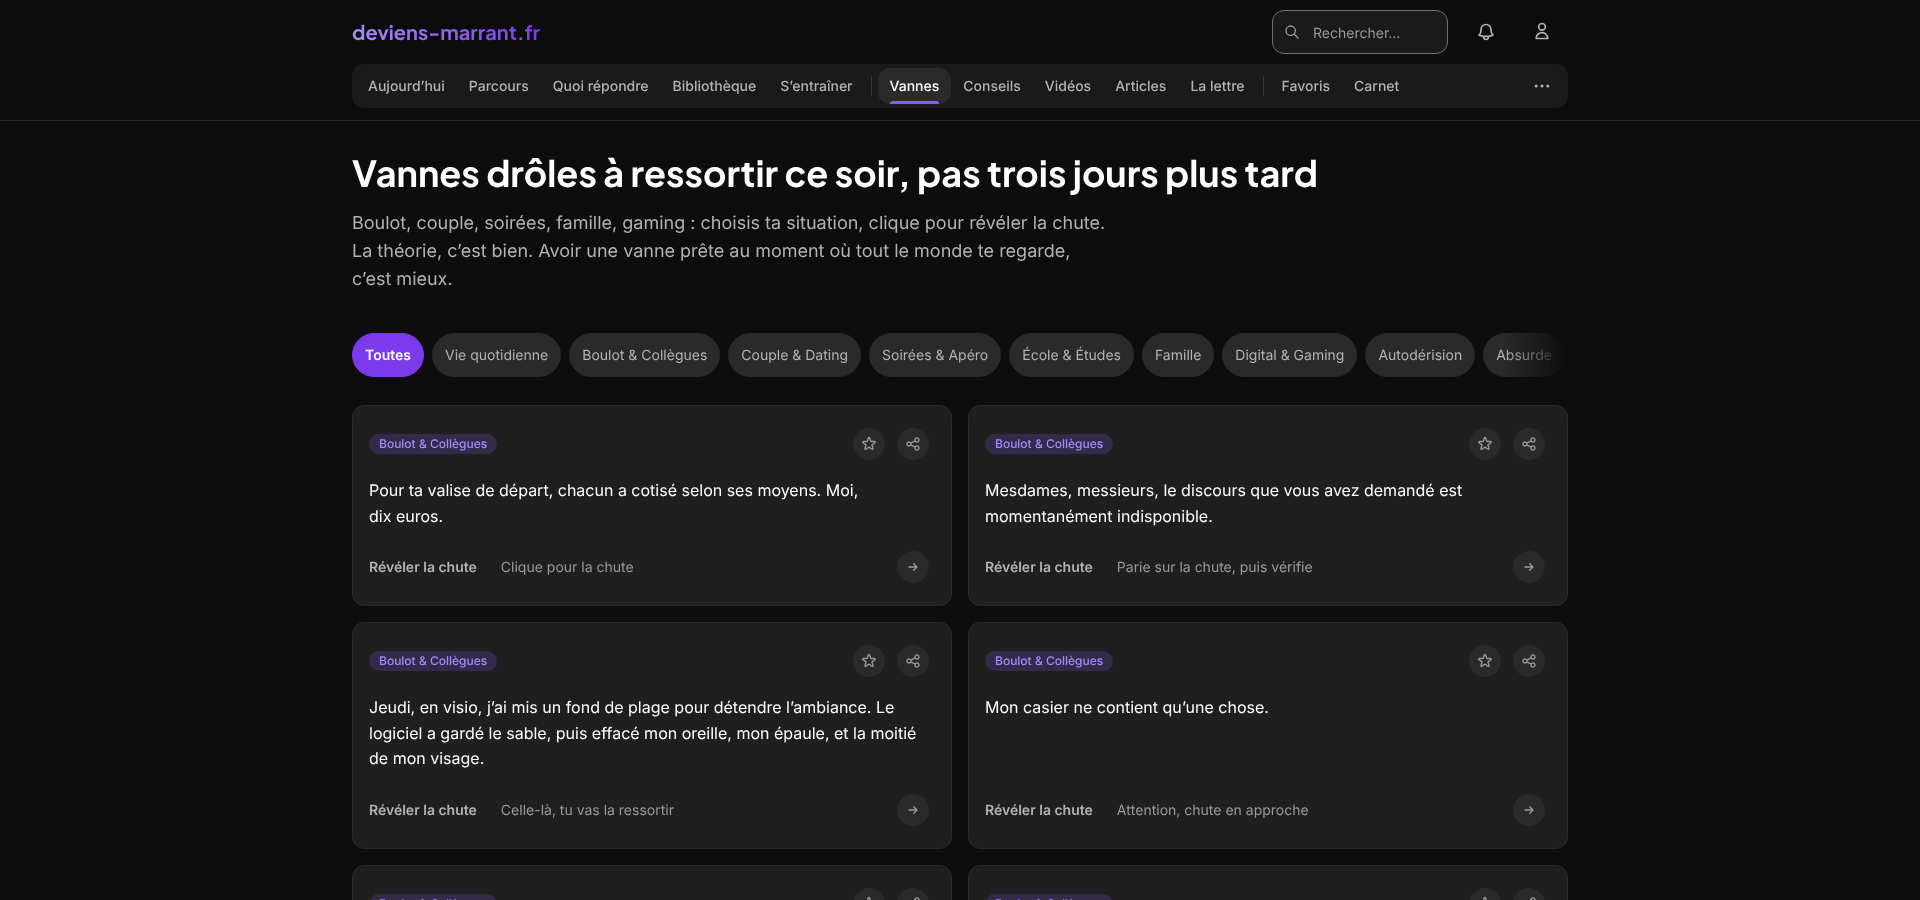 deviens-marrant.fr
Rechercher...
Aujourd’hui Parcours Quoi répondre Bibliothèque S’entraîner Vannes Conseils Vidéos Articles La lettre Favoris Carnet
Vannes drôles à ressortir ce soir, pas trois jours plus tard
Boulot, couple, soirées, famille, gaming : choisis ta situation, clique pour révéler la chute.
La théorie, c’est bien. Avoir une vanne prête au moment où tout le monde te regarde,
c’est mieux.
Toutes Vie quotidienne Boulot & Collègues Couple & Dating Soirées & Apéro École & Études Famille Digital & Gaming Autodérision Absurde
Boulot & Collègues
Pour ta valise de départ, chacun a cotisé selon ses moyens. Moi,
dix euros.
Révéler la chute Clique pour la chute
Boulot & Collègues
Mesdames, messieurs, le discours que vous avez demandé est
momentanément indisponible.
Révéler la chute Parie sur la chute, puis vérifie
Boulot & Collègues
Jeudi, en visio, j’ai mis un fond de plage pour détendre l’ambiance. Le
logiciel a gardé le sable, puis effacé mon oreille, mon épaule, et la moitié
de mon visage.
Révéler la chute Celle-là, tu vas la ressortir
Boulot & Collègues
Mon casier ne contient qu’une chose.
Révéler la chute Attention, chute en approche